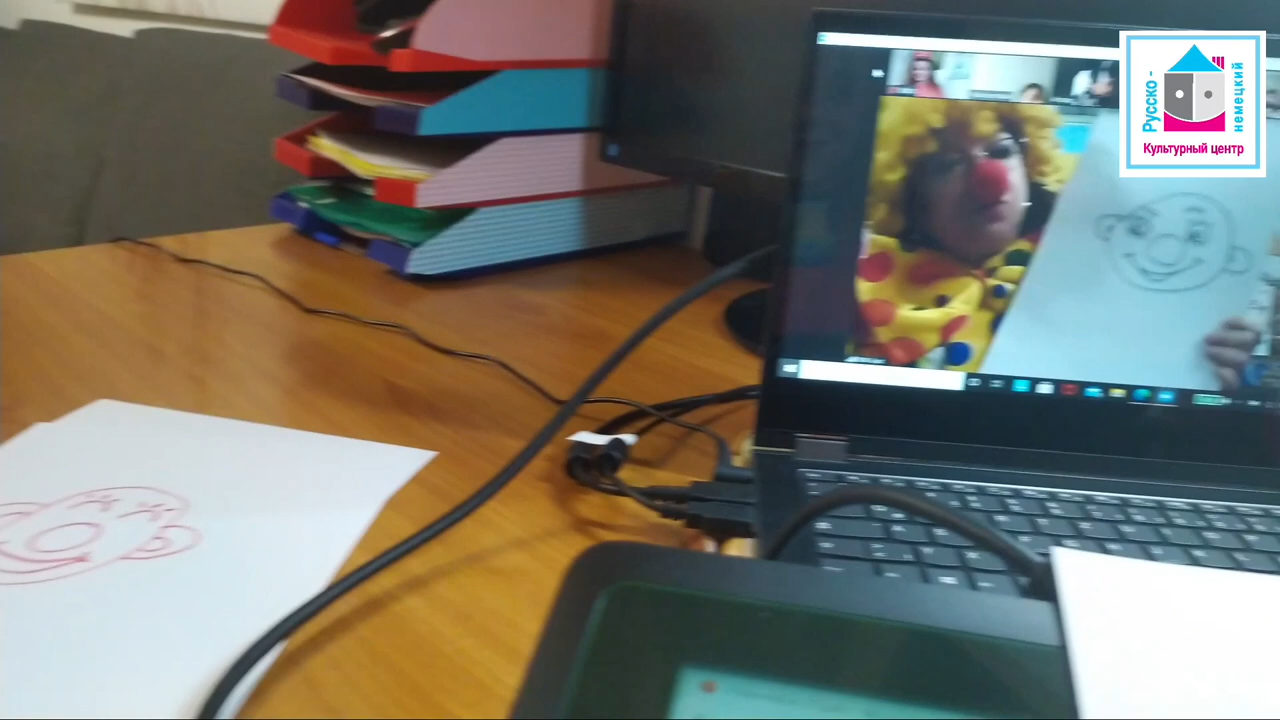 Русско -
немецкий
Культурный центр